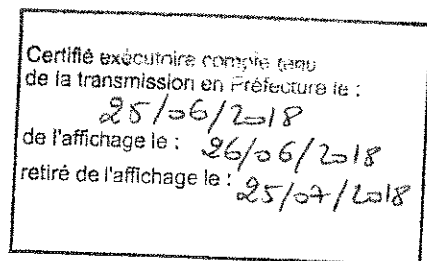 Certifié exécutoire compte tenu
de la transmission en Préfecture le :
25/06/2018
de l'affichage le : 26/06/2018
retiré de l'affichage le : 25/07/2018